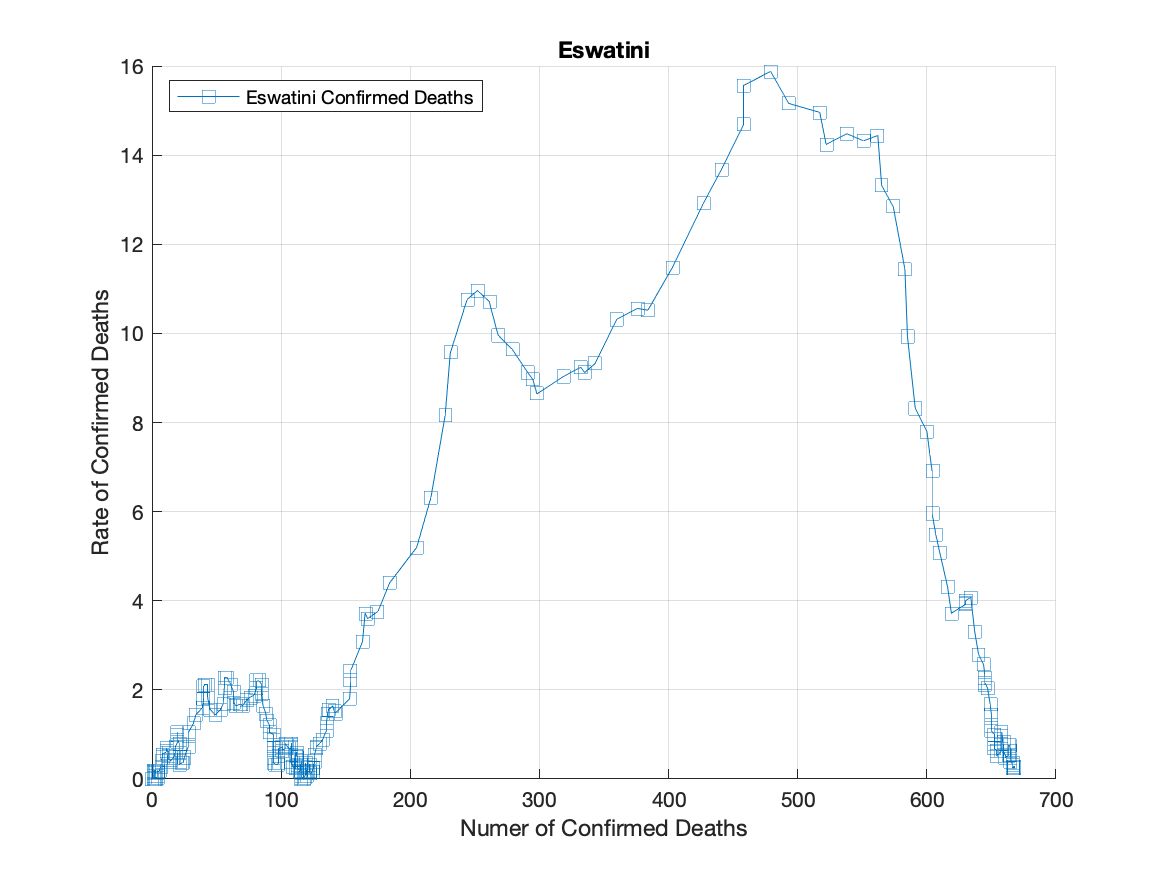 Eswatini
Eswatini Confirmed Deaths
Rate of Confirmed Deaths
16
14
12
10
8
6
4
2
0
0 100 200 300 400 500 600 700
Numer of Confirmed Deaths